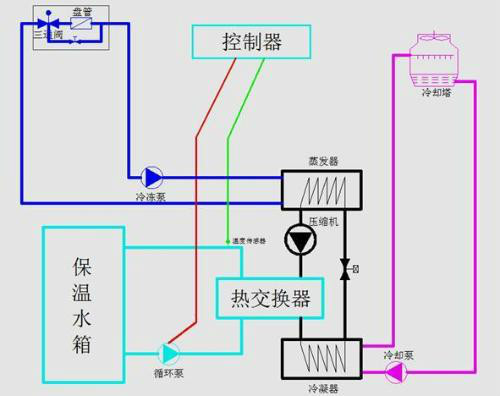 盘管
三通阀
控制器
冷却塔
冷冻泵
蒸发器
压缩机
温度传感器
保温水箱
热交换器
循环泵
冷却泵
冷凝器